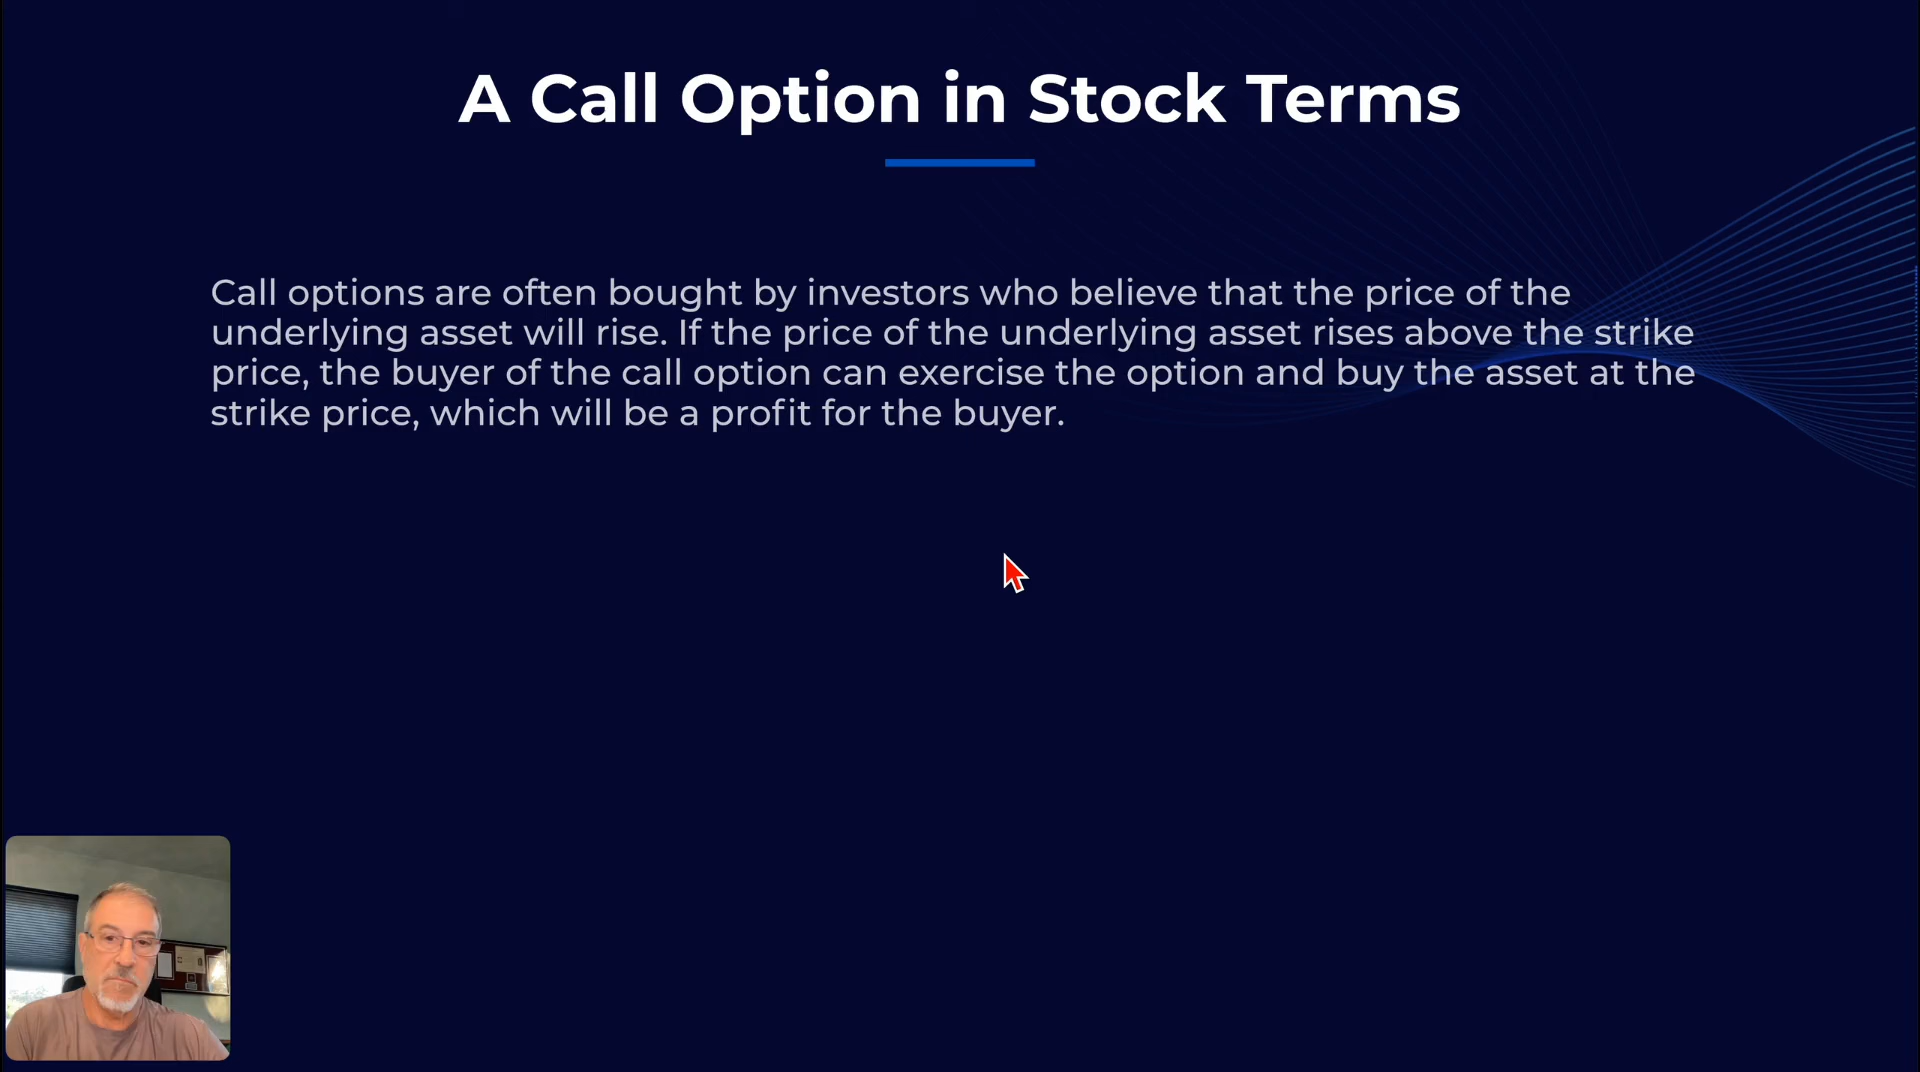 A Call Option in Stock Terms
Call options are often bought by investors who believe that the price of the
underlying asset will rise. If the price of the underlying asset rises above the strike
price, the buyer of the call option can exercise the option and buy the asset at the
strike price, which will be a profit for the buyer.